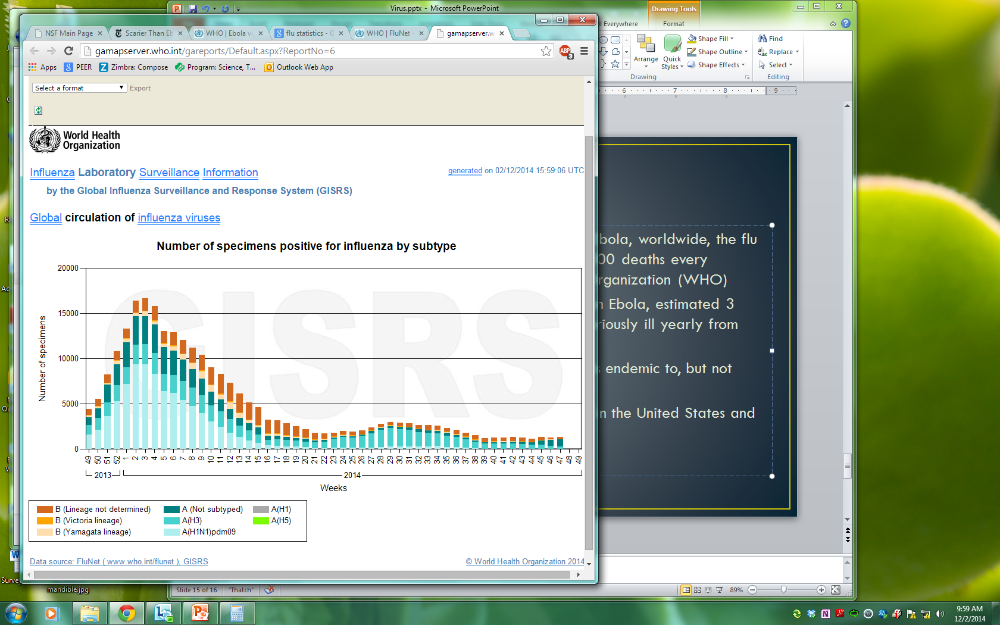 Virus.pptx - Microsoft PowerPoint
Drawing Tools
NSF Main Page
Scarier Than Eb
WHO | Ebola vi
flu statistics - G
WHO | FluNet -
gamapserver.w
ll Everywhere
Format
gamapserver.who.int/gareports/Default.aspx?ReportNo=6
ABP
3
Apps
PEER
Zimbra: Compose
Program: Science, T...
Outlook Web App
Arrange
Quick
Styles
Shape Fill
Shape Outline
Shape Effects
Find
Replace
Select
Drawing
Editing
6 7 8 9
Select a format
Export
World Health
Organization
Influenza Laboratory Surveillance Information
generated on 02/12/2014 15:59:06 UTC
by the Global Influenza Surveillance and Response System (GISRS)
Global circulation of influenza viruses
Number of specimens positive for influenza by subtype
GISRS
Number of specimens
20000
15000
10000
5000
0
49 50 51 52 1 2 3 4 5 6 7 8 9 10 11 12 13 14 15 16 17 18 19 20 21 22 23 24 25 26 27 28 29 30 31 32 33 34 35 36 37 38 39 40 41 42 43 44 45 46 47 48 49
2013
2014
Weeks
B (Lineage not determined)
A (Not subtyped)
A(H1)
B (Victoria lineage)
A(H3)
A(H5)
B (Yamagata lineage)
A(H1N1)pdm09
Data source: FluNet ( www.who.int/flunet ), GISRS
© World Health Organization 2014
bola, worldwide, the flu
00 deaths every
rganization (WHO)
n Ebola, estimated 3
riously ill yearly from
s endemic to, but not
n the United States and
mandible.jpg
Slide 15 of 16
"Thatch"
89%
9:59 AM
12/2/2014